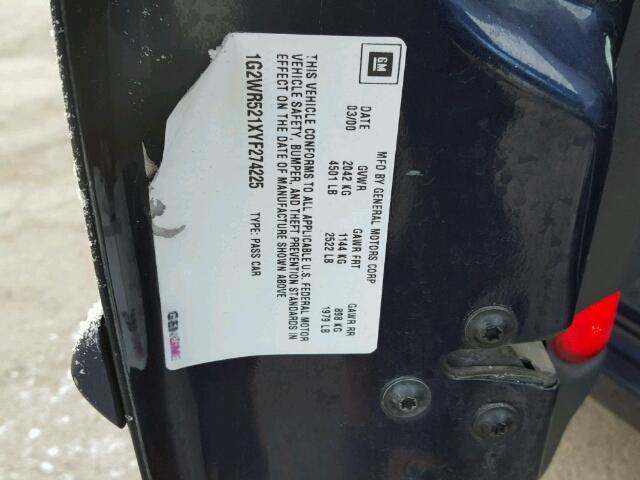 GM
MFD BY GENERAL MOTORS CORP
DATE GVWR GAWR FRT GAWR RR
03/00 2042 KG 1144 KG 898 KG
4501 LB 2522 LB 1979 LB
THIS VEHICLE CONFORMS TO ALL APPLICABLE U.S. FEDERAL MOTOR
VEHICLE SAFETY, BUMPER, AND THEFT PREVENTION STANDARDS IN
EFFECT ON THE DATE OF MANUFACTURE SHOWN ABOVE.
1G2WR521XYF274225 TYPE: PASS CAR